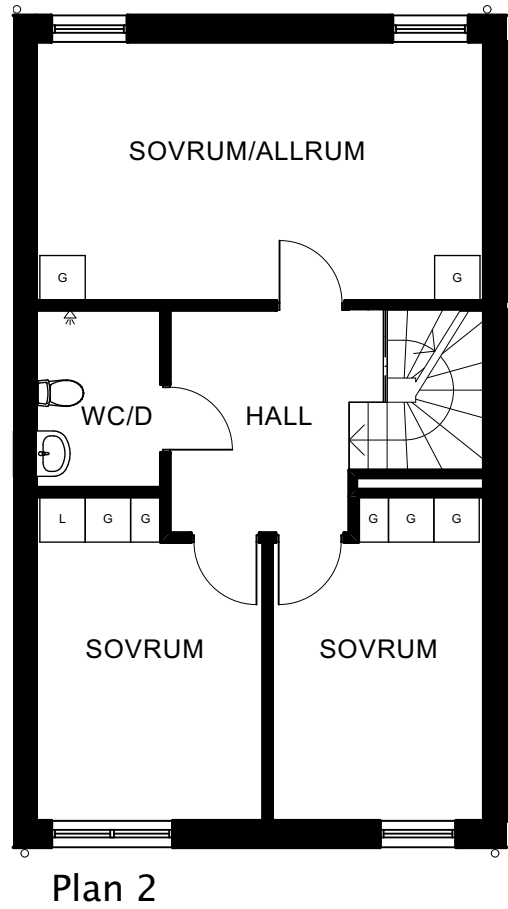 SOVRUM/ALLRUM
G
G
WC/D
HALL
L G G
G G G
SOVRUM
SOVRUM
Plan 2